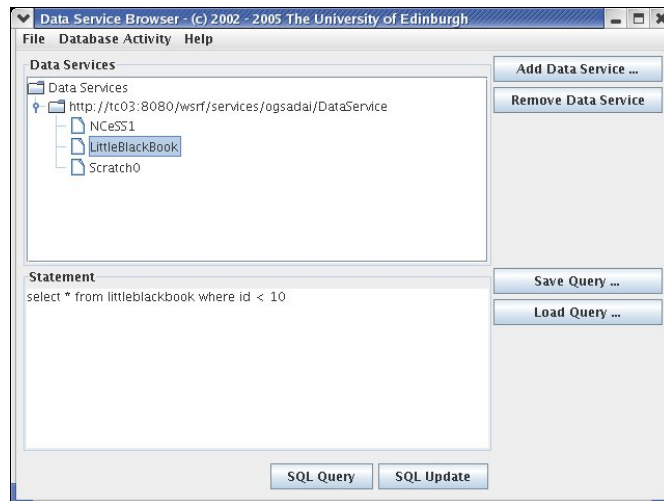 Data Service Browser - (c) 2002 - 2005 The University of Edinburgh
File Database Activity Help
Data Services
Data Services
http://tc03:8080/wsrf/services/ogsadai/DataService
NCeSS1
LittleBlackBook
Scratch0
Add Data Service ...
Remove Data Service
Statement
select * from littleblackbook where id < 10
Save Query ...
Load Query ...
SQL Query
SQL Update